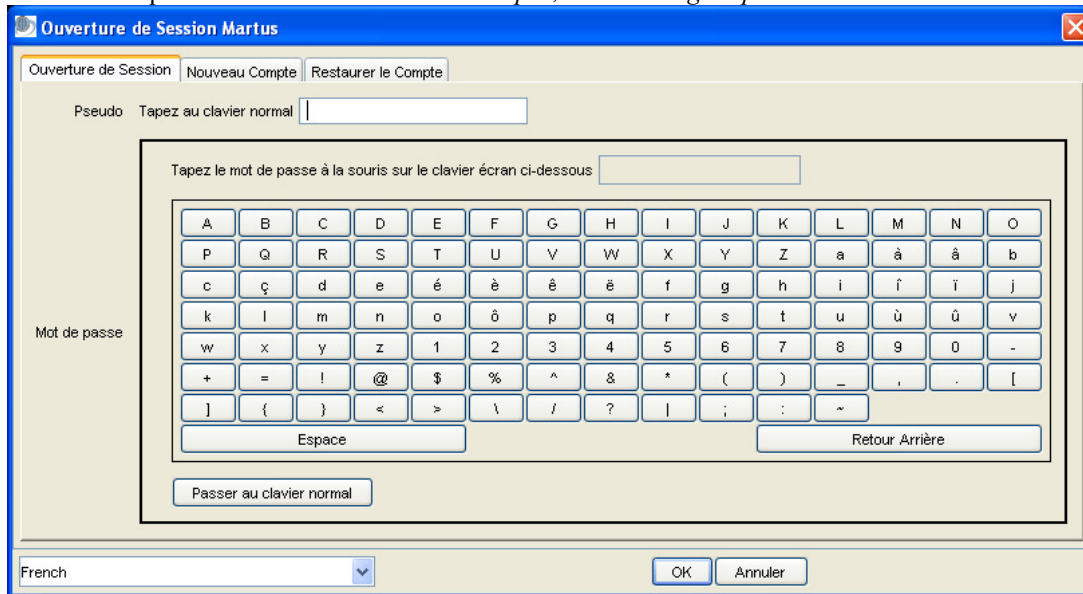 Ouverture de Session Martus
Ouverture de Session Nouveau Compte Restaurer le Compte
Pseudo Tapez au clavier normal
Tapez le mot de passe à la souris sur le clavier écran ci-dessous
A B C D E F G H I J K L M N O
P Q R S T U V W X Y Z a à â b
c ç d e é è ê ë f g h i î ï j
k l m n o ô p q r s t u ù û v
Mot de passe
w x y z 1 2 3 4 5 6 7 8 9 0 -
+ = ! @ $ % ^ & * ( ) _ , . [
] { } < > \ / ? | ; : ~
Espace Retour Arrière
Passer au clavier normal
French OK Annuler